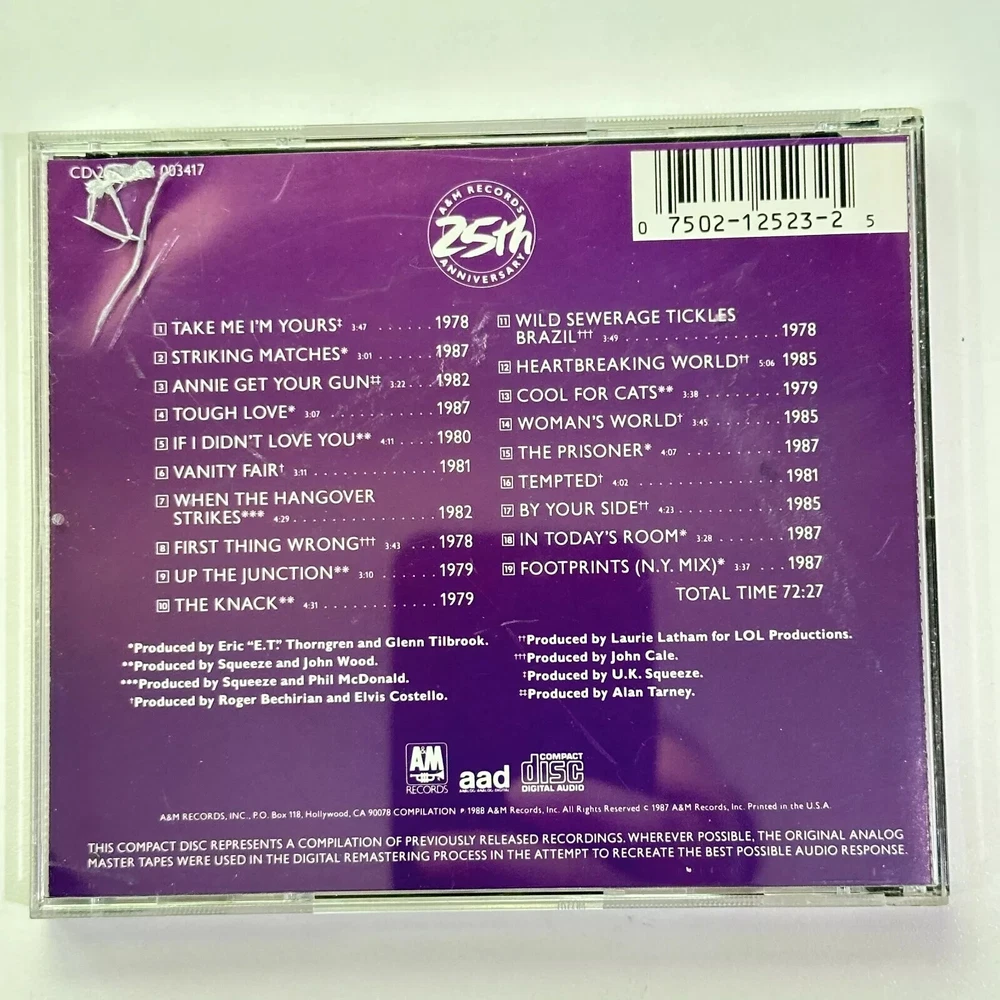 CD 003417
A&M RECORDS
25th
ANNIVERSARY
0 7502-12523-2 5
1 TAKE ME I'M YOURS‡ 3:47 ...... 1978
2 STRIKING MATCHES* 3:01 ........ 1987
3 ANNIE GET YOUR GUN‡‡ 3:22 ... 1982
4 TOUGH LOVE* 3:07 ............. 1987
5 IF I DIDN'T LOVE YOU** 4:11 .... 1980
6 VANITY FAIR† 3:11 .............. 1981
7 WHEN THE HANGOVER
STRIKES*** 4:29 ................. 1982
8 FIRST THING WRONG††† 3:43 ... 1978
9 UP THE JUNCTION** 3:10 ....... 1979
10 THE KNACK** 4:31 ............ 1979
11 WILD SEWERAGE TICKLES
BRAZIL††† 3:49 .................. 1978
12 HEARTBREAKING WORLD†† 5:06 1985
13 COOL FOR CATS** 3:38 ........ 1979
14 WOMAN'S WORLD† 3:45 ....... 1985
15 THE PRISONER* 4:07 ........... 1987
16 TEMPTED† 4:02 ................ 1981
17 BY YOUR SIDE†† 4:23 .......... 1985
18 IN TODAY'S ROOM* 3:28 ....... 1987
19 FOOTPRINTS (N.Y. MIX)* 3:37 ... 1987
TOTAL TIME 72:27
*Produced by Eric "E.T." Thorngren and Glenn Tilbrook.
**Produced by Squeeze and John Wood.
***Produced by Squeeze and Phil McDonald.
†Produced by Roger Bechirian and Elvis Costello.
††Produced by Laurie Latham for LOL Productions.
†††Produced by John Cale.
‡Produced by U.K. Squeeze.
‡‡Produced by Alan Tarney.
A&M
RECORDS
aad
COMPACT
disc
DIGITAL AUDIO
A&M RECORDS, INC., P.O. Box 118, Hollywood, CA 90078 COMPILATION ℗ 1988 A&M Records, Inc. All Rights Reserved © 1987 A&M Records, Inc. Printed in the U.S.A.
THIS COMPACT DISC REPRESENTS A COMPILATION OF PREVIOUSLY RELEASED RECORDINGS. WHEREVER POSSIBLE, THE ORIGINAL ANALOG
MASTER TAPES WERE USED IN THE DIGITAL REMASTERING PROCESS IN THE ATTEMPT TO RECREATE THE BEST POSSIBLE AUDIO RESPONSE.